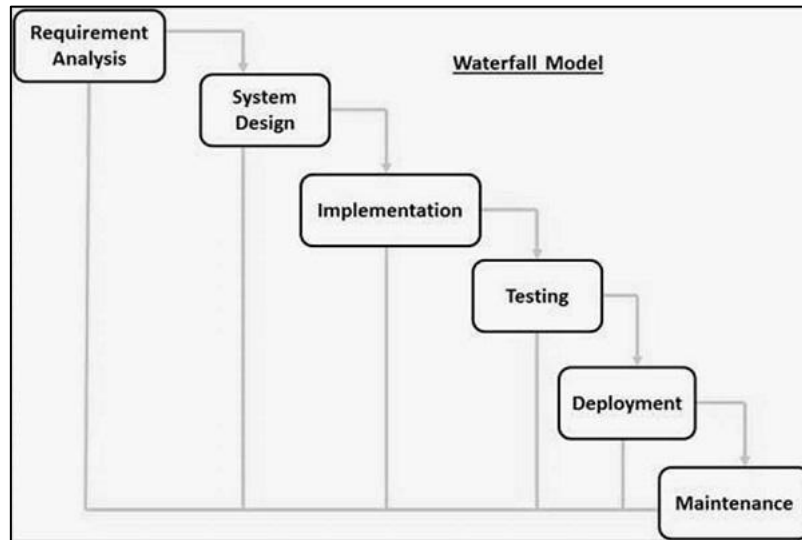 Requirement
Analysis
Waterfall Model
System
Design
Implementation
Testing
Deployment
Maintenance